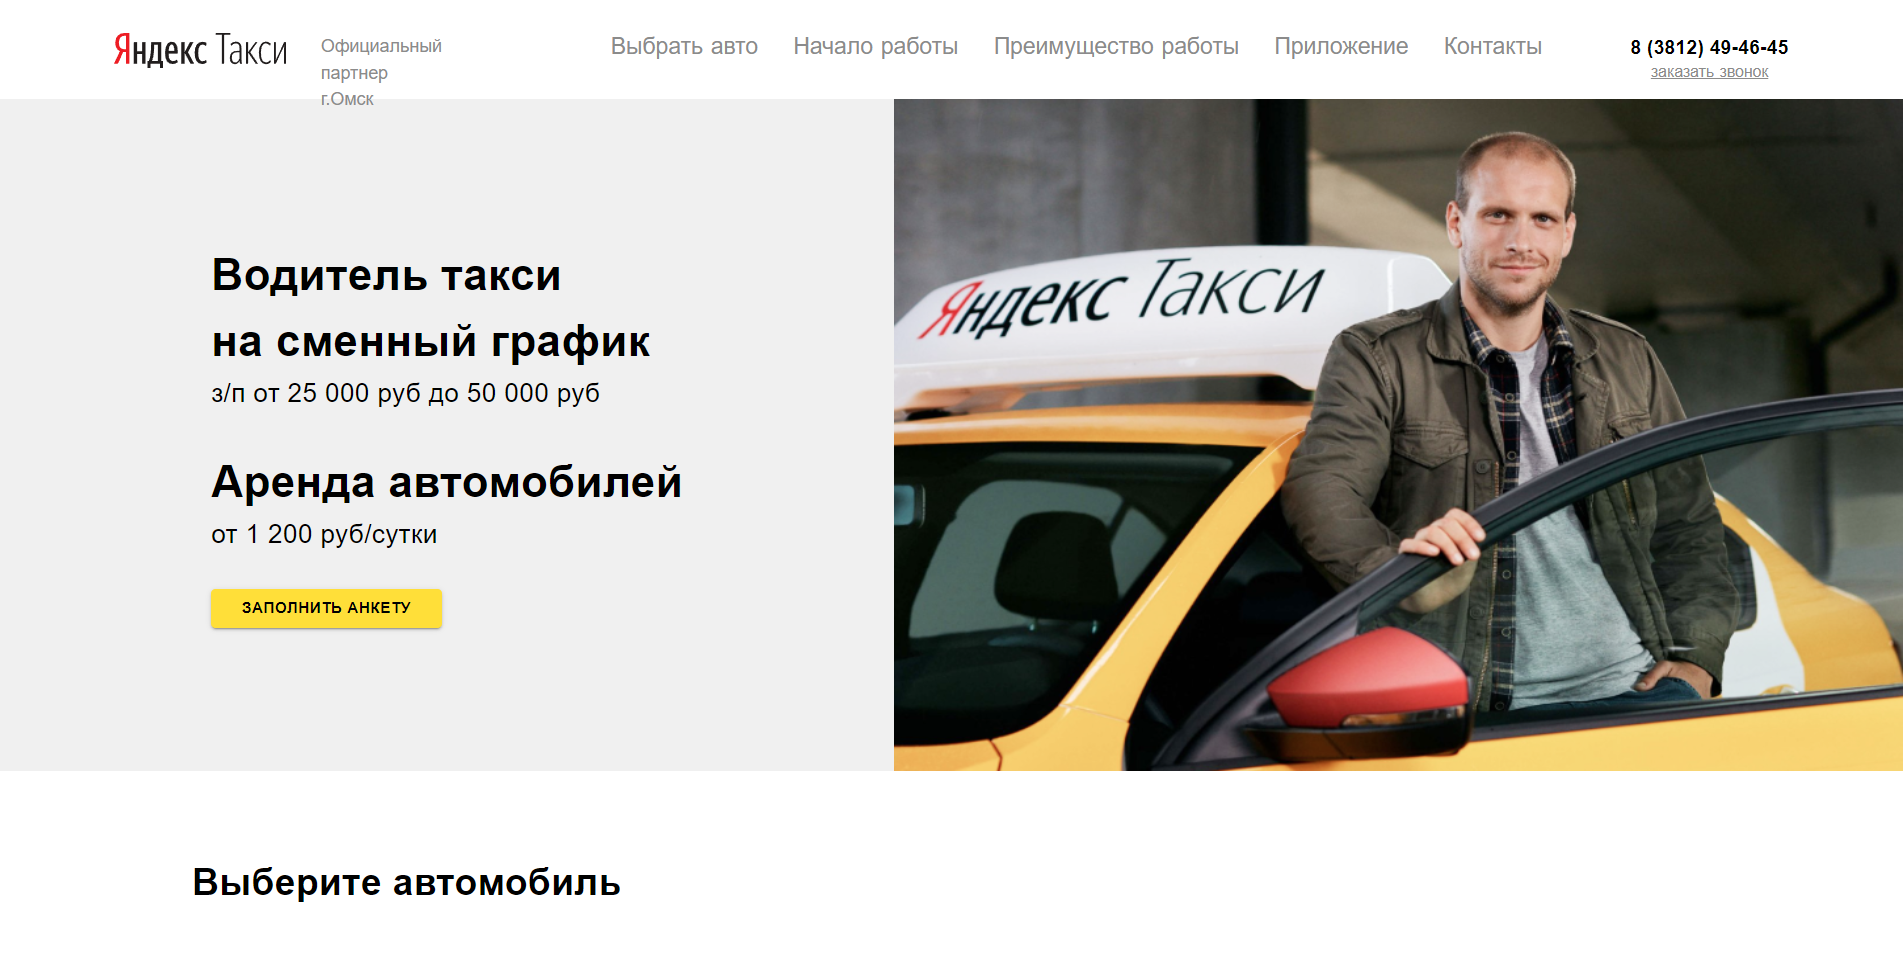 Яндекс Такси
Официальный
партнер
г.Омск
Выбрать авто
Начало работы
Преимущество работы
Приложение
Контакты
8 (3812) 49-46-45
заказать звонок
Водитель такси
на сменный график
з/п от 25 000 руб до 50 000 руб
Аренда автомобилей
от 1 200 руб/сутки
ЗАПОЛНИТЬ АНКЕТУ
Яндекс Такси
Выберите автомобиль